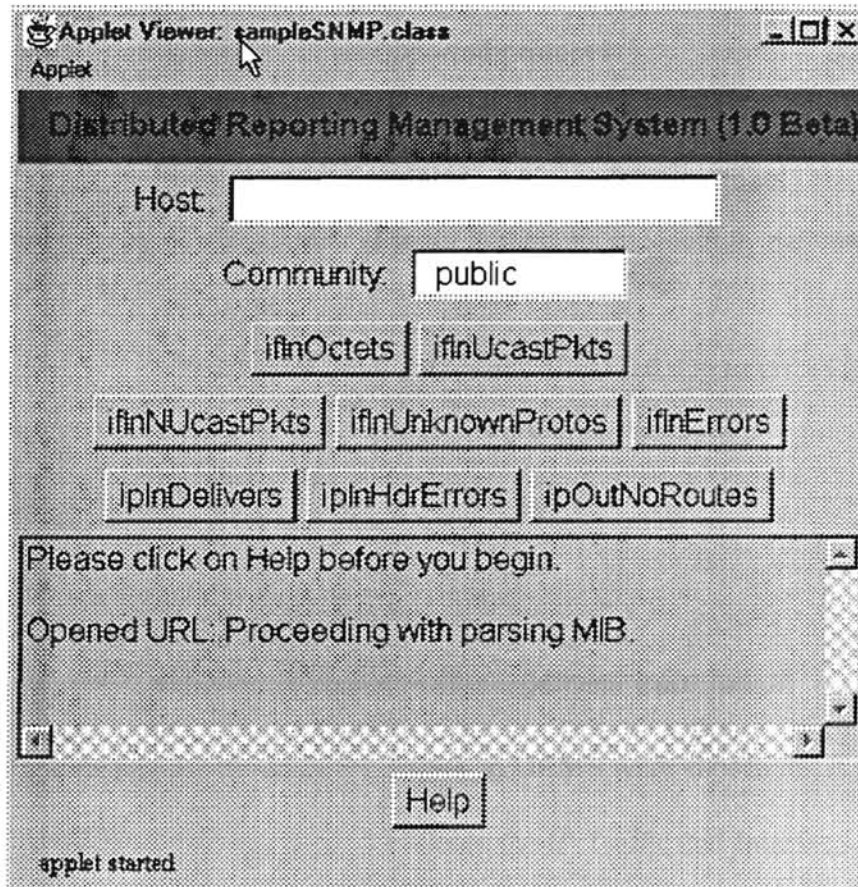 Applet Viewer: sampleSNMP.class
Applet
Distributed Reporting Management System (1.0 Beta)
Host:
Community: public
ifInOctets ifInUcastPkts
ifInNUcastPkts ifInUnknownProtos ifInErrors
ipInDelivers ipInHdrErrors ipOutNoRoutes
Please click on Help before you begin.
Opened URL: Proceeding with parsing MIB.
Help
applet started